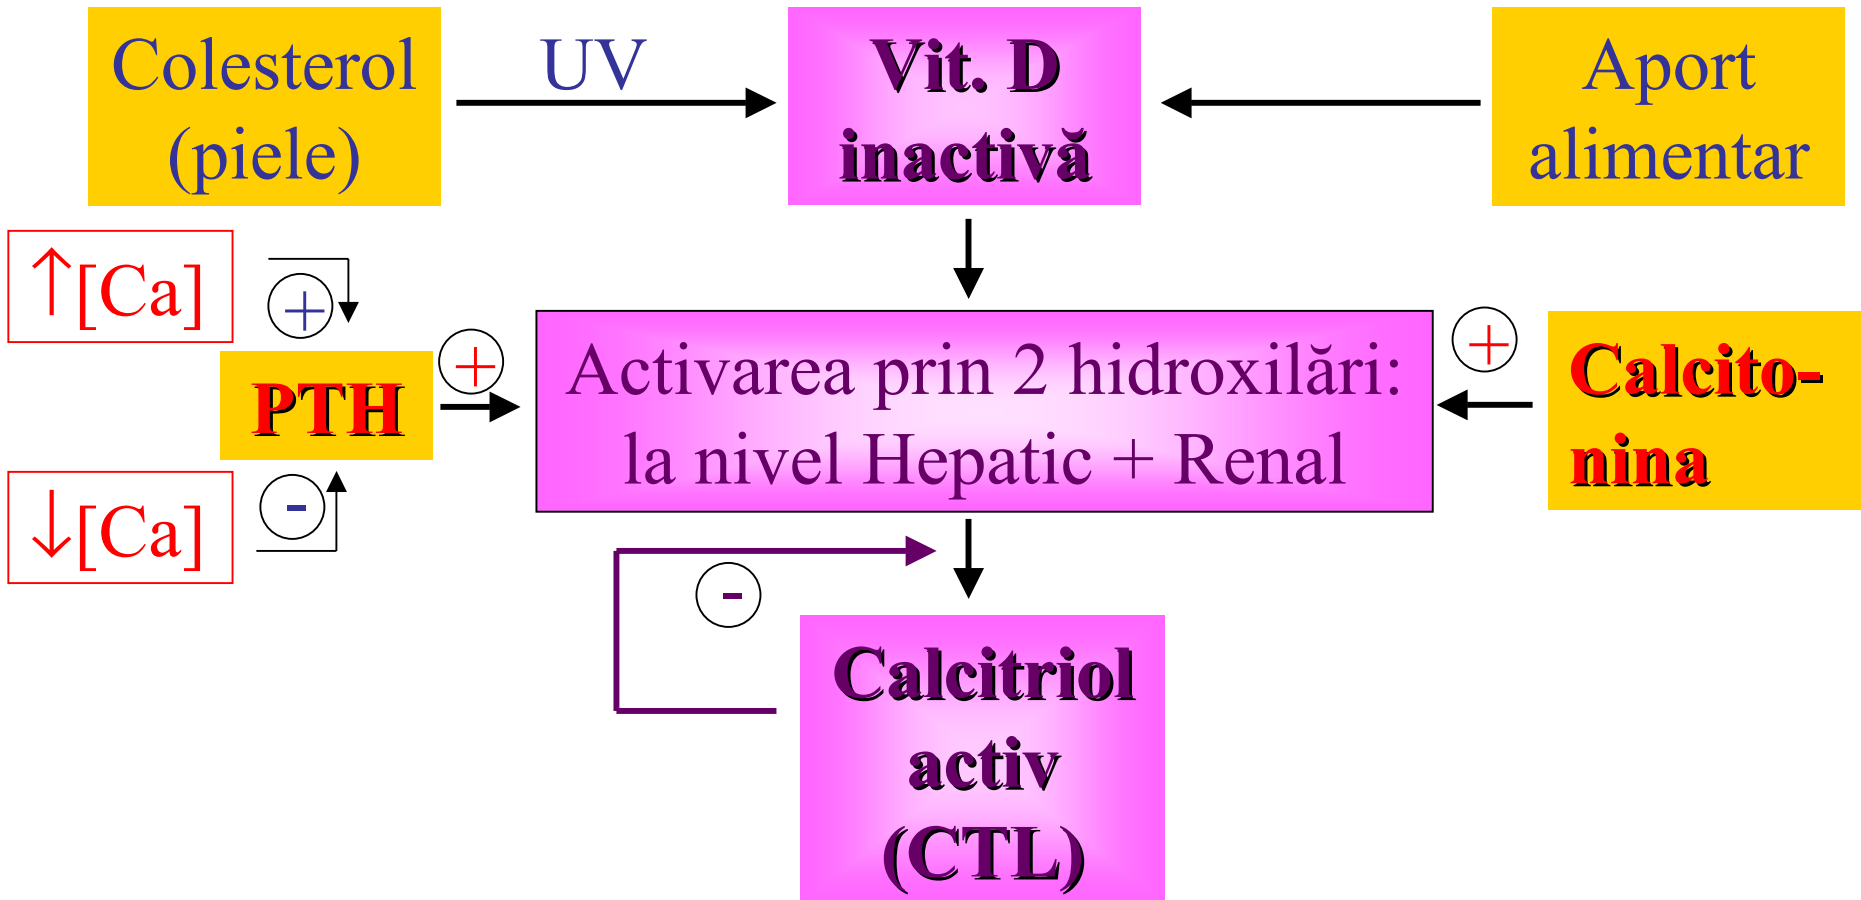 Colesterol
(piele)
UV
Vit. D
inactivă
Aport
alimentar
↑[Ca]
+
PTH
+
↓[Ca]
-
Activarea prin 2 hidroxilări:
la nivel Hepatic + Renal
+
Calcito-
nina
-
Calcitriol
activ
(CTL)